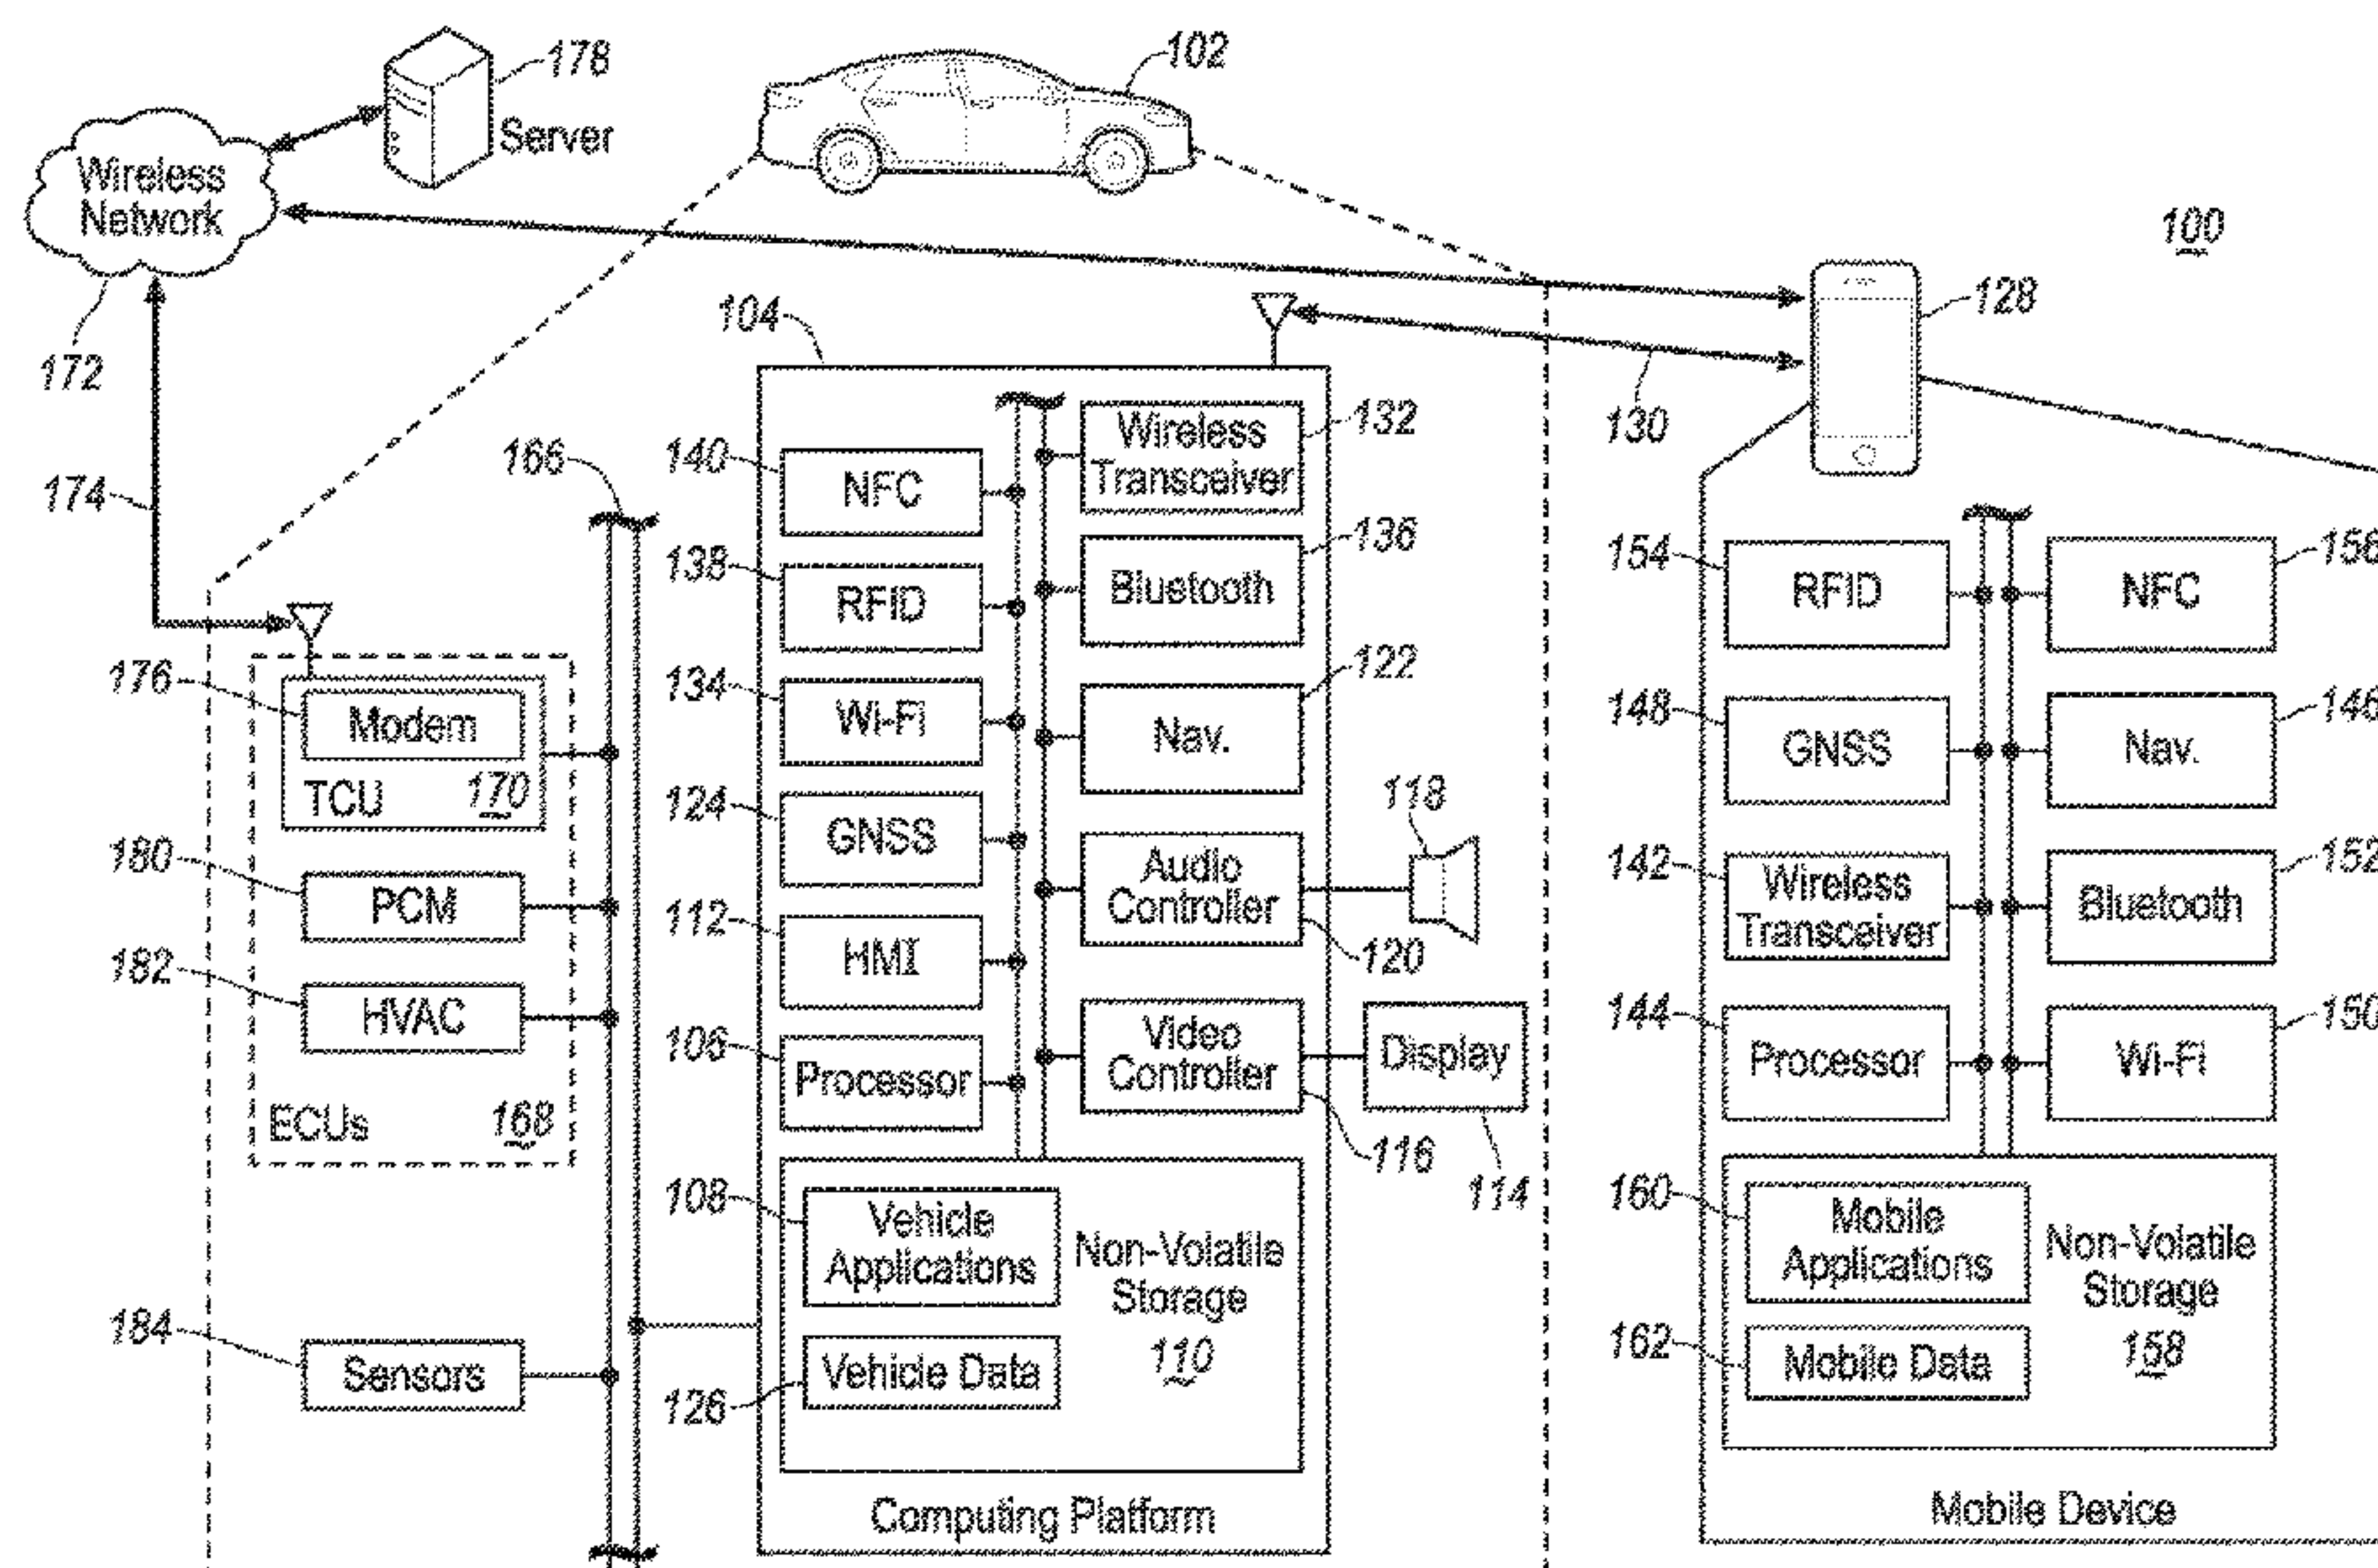 178
Server
102
Wireless
Network
100
128
104
172
130
174
166
140
NFC
Wireless
Transceiver
132
138
RFID
Bluetooth
136
176
Modem
TCU 170
134
Wi-Fi
Nav.
122
124
GNSS
Audio
Controller
120
118
180
PCM
112
HMI
182
HVAC
106
Processor
Video
Controller
116
Display
114
ECUs 168
108
Vehicle
Applications
Non-Volatile
Storage
110
184
Sensors
126
Vehicle Data
Computing Platform
154
RFID
NFC
156
148
GNSS
Nav.
146
142
Wireless
Transceiver
Bluetooth
152
144
Processor
Wi-Fi
150
160
Mobile
Applications
Non-Volatile
Storage
158
162
Mobile Data
Mobile Device